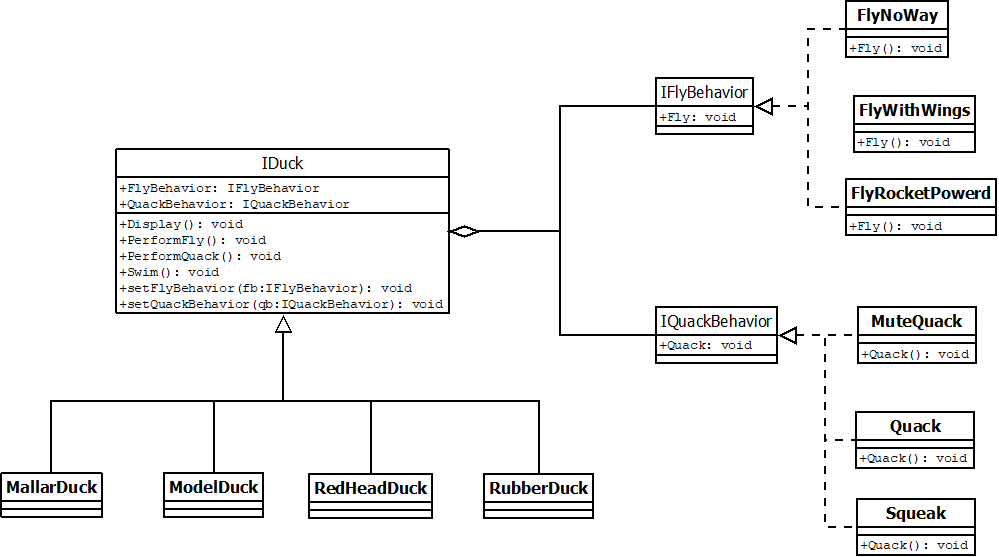 FlyNoWay
+Fly(): void
IFlyBehavior
+Fly: void
FlyWithWings
+Fly(): void
FlyRocketPowerd
+Fly(): void
IDuck
+FlyBehavior: IFlyBehavior
+QuackBehavior: IQuackBehavior
+Display(): void
+PerformFly(): void
+PerformQuack(): void
+Swim(): void
+setFlyBehavior(fb:IFlyBehavior): void
+setQuackBehavior(qb:IQuackBehavior): void
IQuackBehavior
+Quack: void
MuteQuack
+Quack(): void
Quack
+Quack(): void
Squeak
+Quack(): void
MallarDuck
ModelDuck
RedHeadDuck
RubberDuck